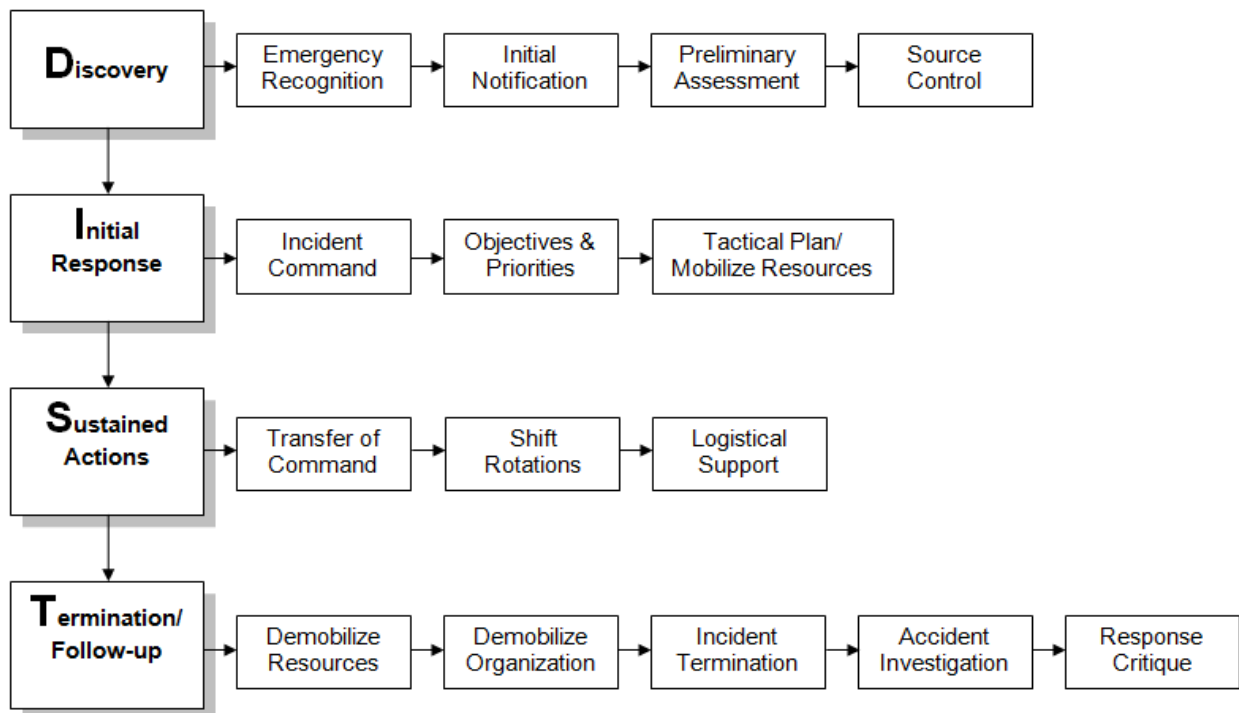 Discovery
Emergency
Recognition
Initial
Notification
Preliminary
Assessment
Source
Control
Initial
Response
Incident
Command
Objectives &
Priorities
Tactical Plan/
Mobilize Resources
Sustained
Actions
Transfer of
Command
Shift
Rotations
Logistical
Support
Termination/
Follow-up
Demobilize
Resources
Demobilize
Organization
Incident
Termination
Accident
Investigation
Response
Critique